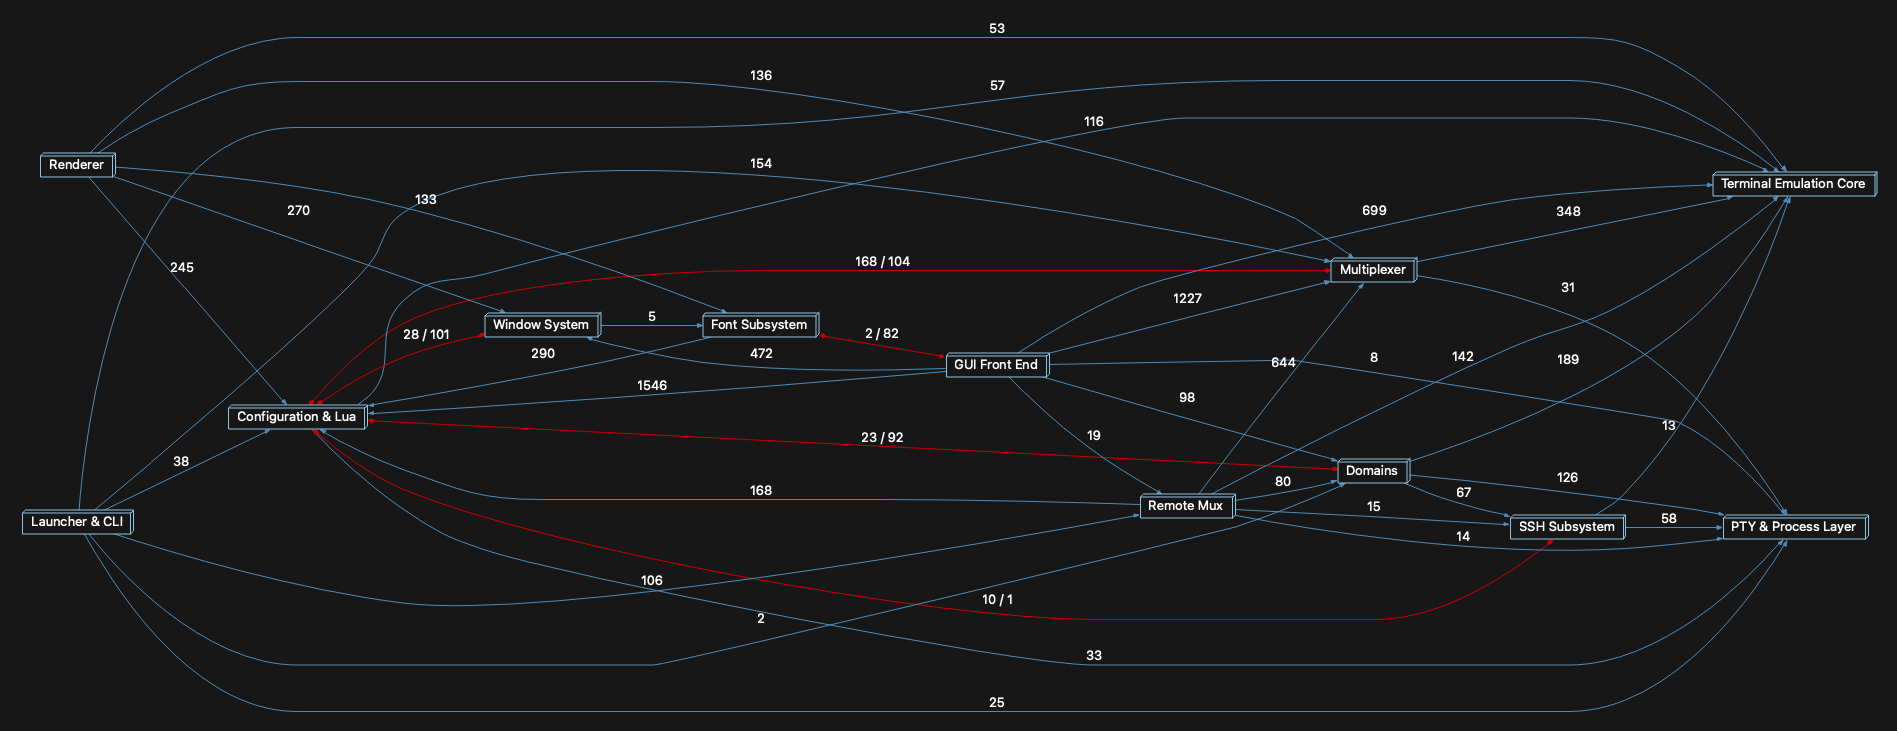 53
136
57
116
154
Renderer
Terminal Emulation Core
133
270
699
348
245
168 / 104
Multiplexer
31
1227
5
Window System
Font Subsystem
28 / 101
2 / 82
290
472
GUI Front End
644
8
142
189
1546
98
Configuration & Lua
13
19
23 / 92
38
Domains
126
168
80
67
Remote Mux
15
58
Launcher & CLI
SSH Subsystem
PTY & Process Layer
14
106
10 / 1
2
33
25